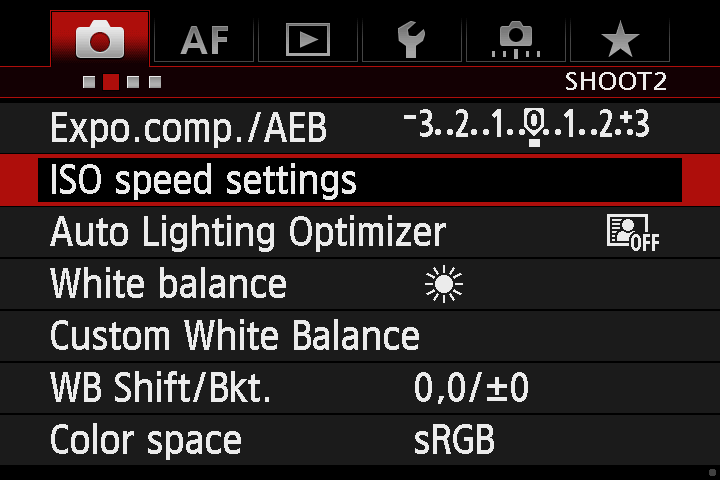 AF
SHOOT2
Expo.comp./AEB -3..2..1..0..1..2.+3
ISO speed settings
Auto Lighting Optimizer OFF
White balance
Custom White Balance
WB Shift/Bkt. 0,0/±0
Color space sRGB